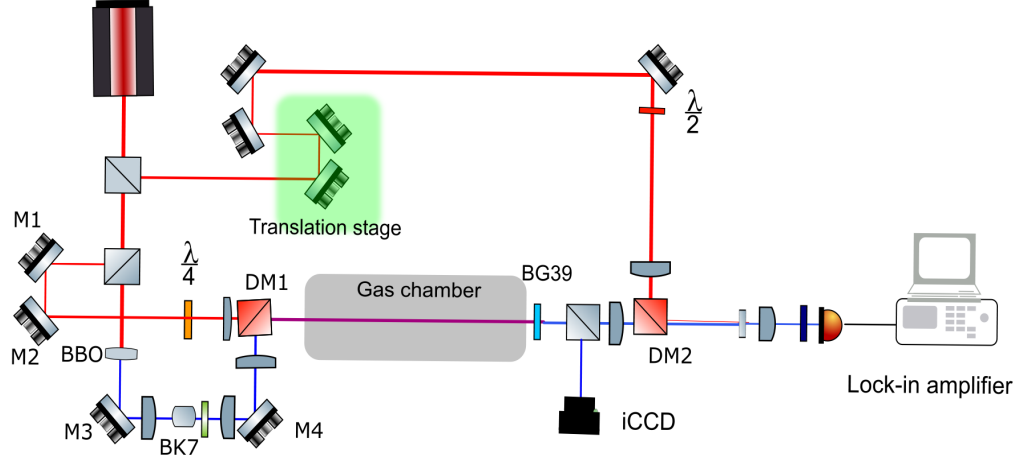 λ
2
Translation stage
M1
λ
4
DM1
BG39
Gas chamber
M2
BBO
DM2
Lock-in amplifier
M3
BK7
M4
iCCD